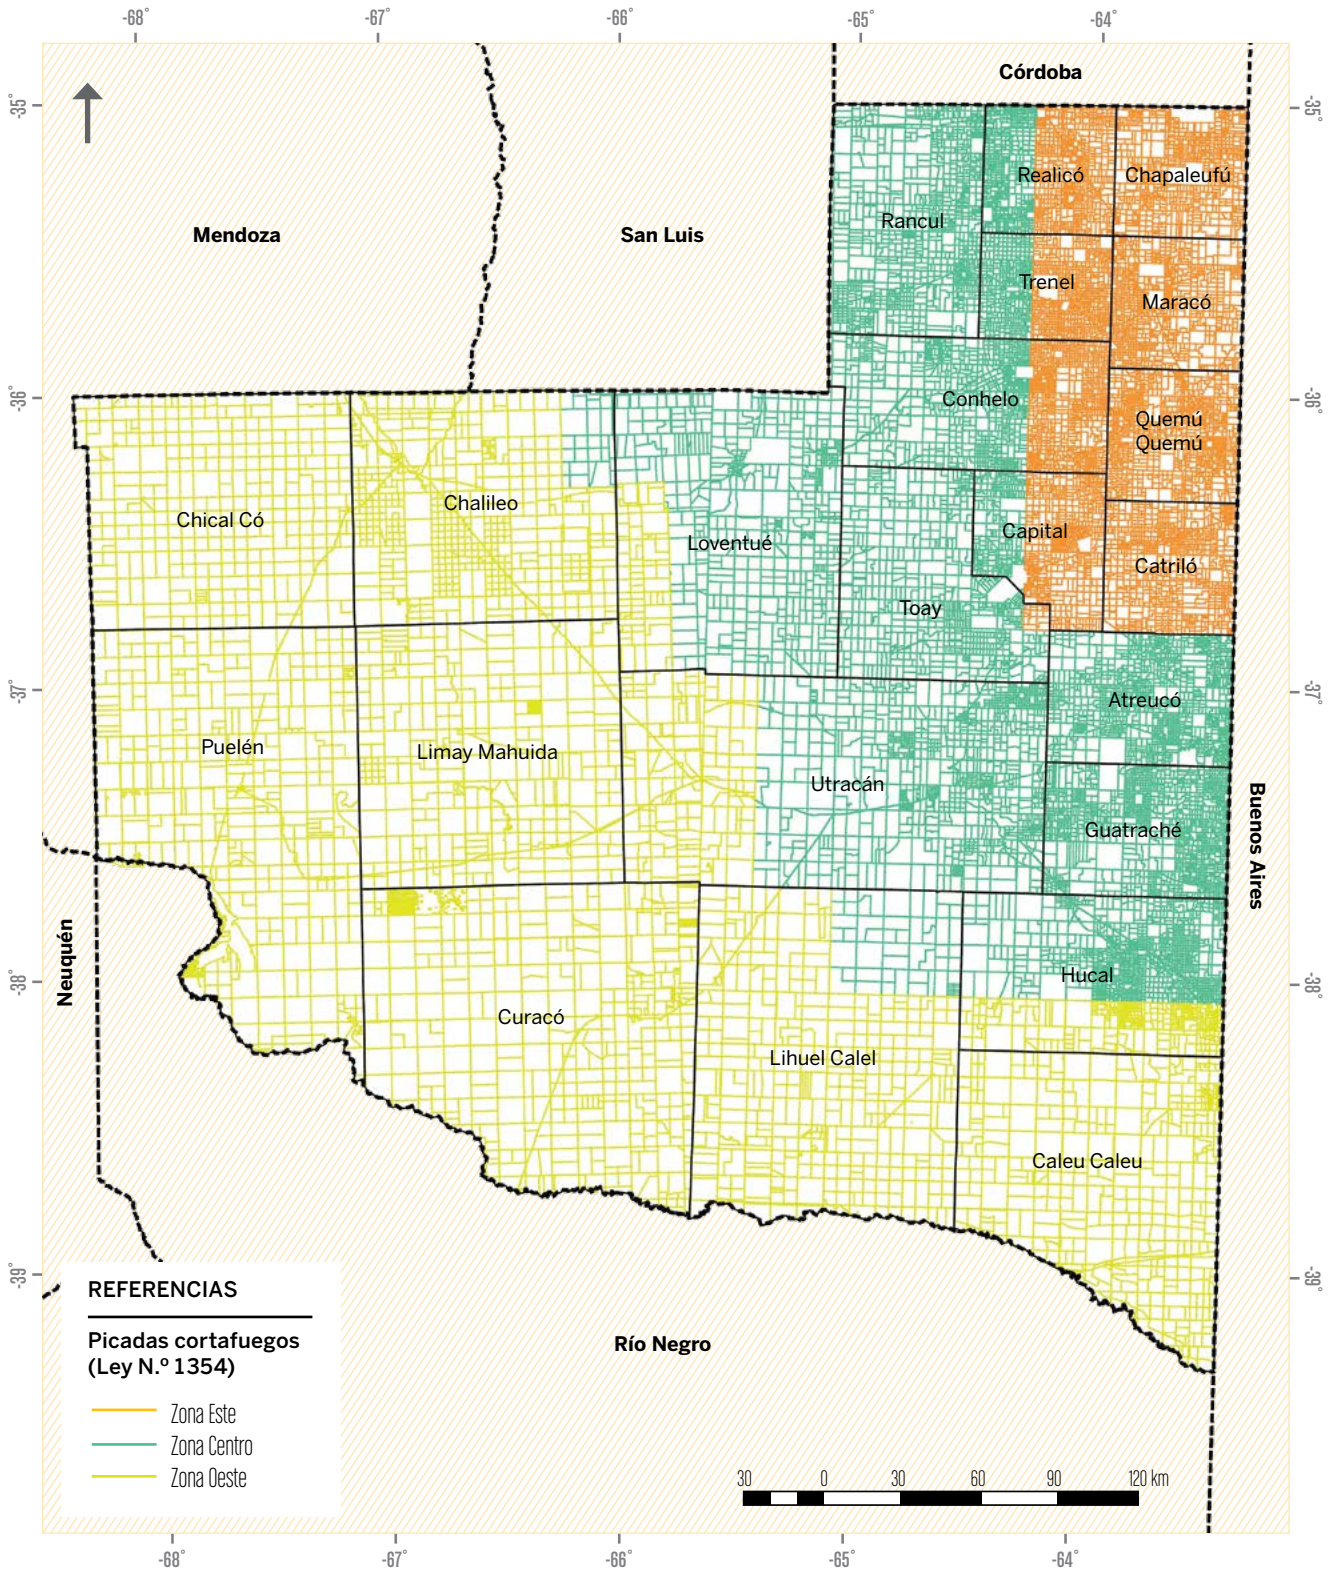 -68° -67° -66° -65° -64°
-35° -35°
Córdoba
Realicó Chapaleufú
Rancul
Mendoza San Luis
Trenel
Maracó
-36° -36°
Conhelo
Quemú
Quemú
Chalileo
Chical Có
Capital
Loventué
Catriló
Toay
-37° -37°
Atreucó
Puelén Limay Mahuida
Utracán
Guatraché
Buenos Aires
Neuquén
-38° -38°
Hucal
Curacó
Lihuel Calel
Caleu Caleu
-39° -39°
REFERENCIAS
Picadas cortafuegos
(Ley N.º 1354)
Zona Este
Zona Centro
Zona Oeste
Río Negro
30 0 30 60 90 120 km
-68° -67° -66° -65° -64°